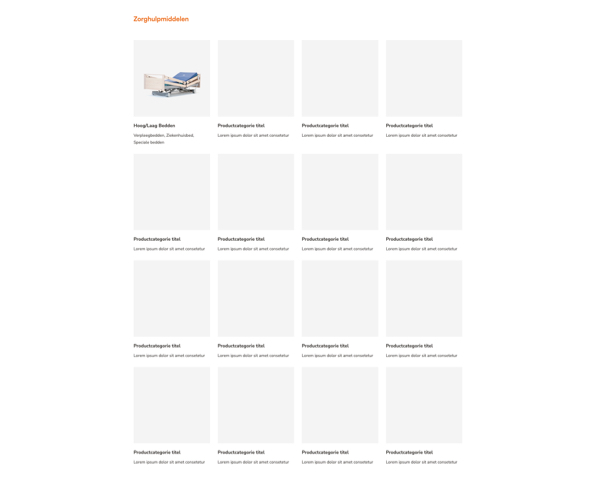 Zorghulpmiddelen
Hoog/Laag Bedden
Productcategorie titel
Productcategorie titel
Productcategorie titel
Verpleegbedden, Ziekenhuisbed,
Speciale bedden
Lorem ipsum dolor sit amet consetetur
Lorem ipsum dolor sit amet consetetur
Lorem ipsum dolor sit amet consetetur
Productcategorie titel
Productcategorie titel
Productcategorie titel
Productcategorie titel
Lorem ipsum dolor sit amet consetetur
Lorem ipsum dolor sit amet consetetur
Lorem ipsum dolor sit amet consetetur
Lorem ipsum dolor sit amet consetetur
Productcategorie titel
Productcategorie titel
Productcategorie titel
Productcategorie titel
Lorem ipsum dolor sit amet consetetur
Lorem ipsum dolor sit amet consetetur
Lorem ipsum dolor sit amet consetetur
Lorem ipsum dolor sit amet consetetur
Productcategorie titel
Productcategorie titel
Productcategorie titel
Productcategorie titel
Lorem ipsum dolor sit amet consetetur
Lorem ipsum dolor sit amet consetetur
Lorem ipsum dolor sit amet consetetur
Lorem ipsum dolor sit amet consetetur